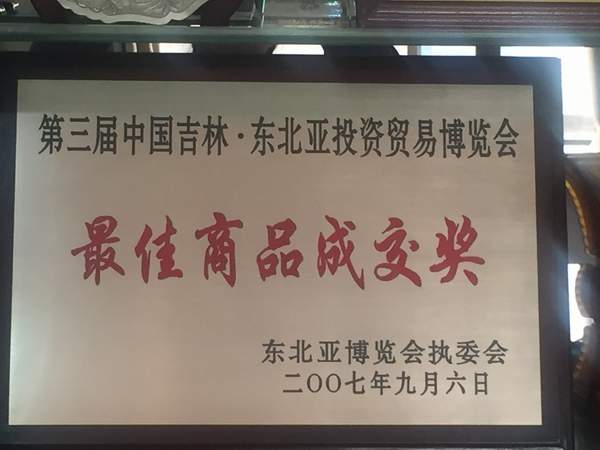 第三届中国吉林·东北亚投资贸易博览会
最佳商品成交奖
东北亚博览会执委会
二OO七年九月六日